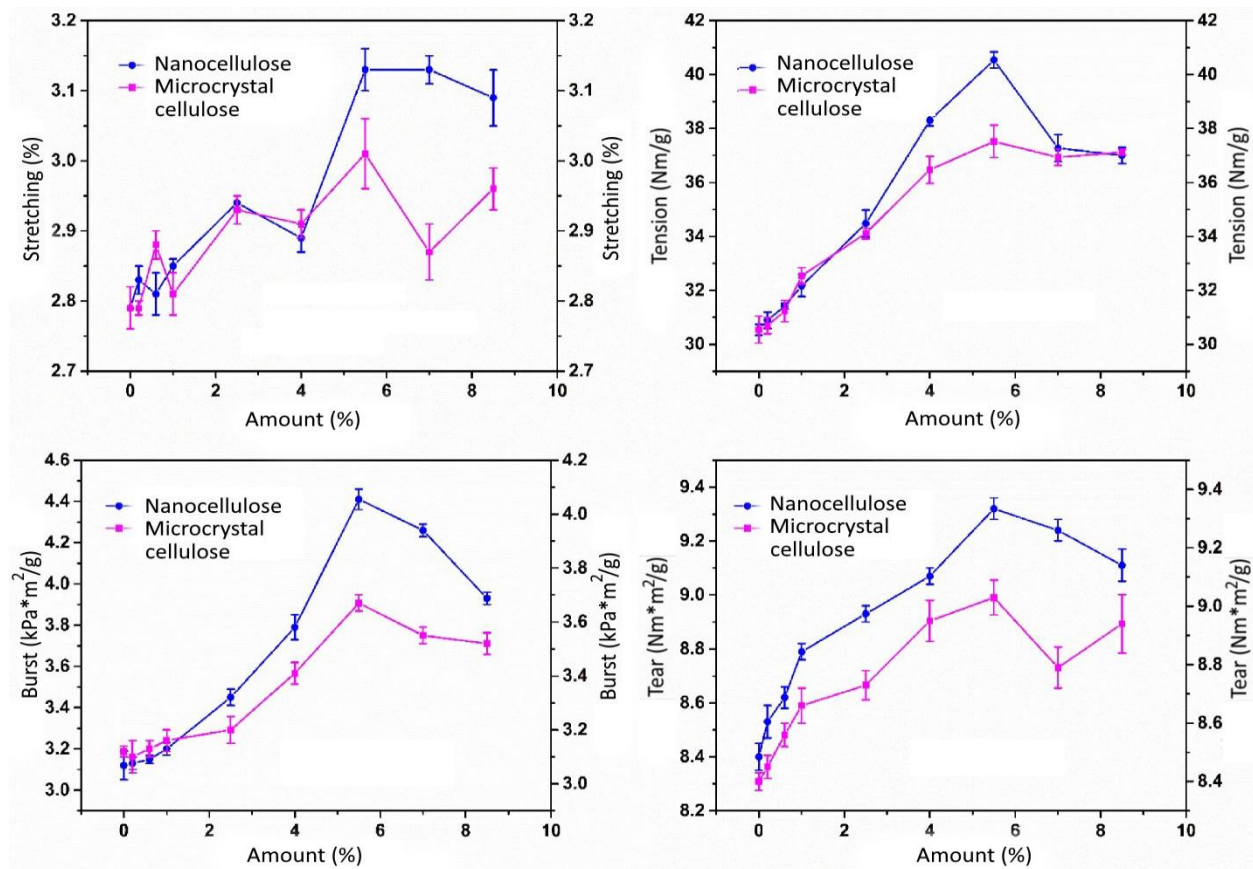 3.2
3.1
3.0
2.9
2.8
2.7
Stretching (%)
Nanocellulose
Microcrystal
cellulose
3.2
3.1
3.0
2.9
2.8
2.7
Stretching (%)
0 2 4 6 8 10
Amount (%)
42
40
38
36
34
32
30
Tension (Nm/g)
Nanocellulose
Microcrystal
cellulose
42
40
38
36
34
32
30
Tension (Nm/g)
0 2 4 6 8 10
Amount (%)
4.6
4.4
4.2
4.0
3.8
3.6
3.4
3.2
3.0
Burst (kPa*m²/g)
Nanocellulose
Microcrystal
cellulose
4.2
4.0
3.8
3.6
3.4
3.2
3.0
Burst (kPa*m²/g)
0 2 4 6 8 10
Amount (%)
9.4
9.2
9.0
8.8
8.6
8.4
8.2
Tear (Nm*m²/g)
Nanocellulose
Microcrystal
cellulose
9.4
9.2
9.0
8.8
8.6
8.4
Tear (Nm*m²/g)
0 2 4 6 8 10
Amount (%)